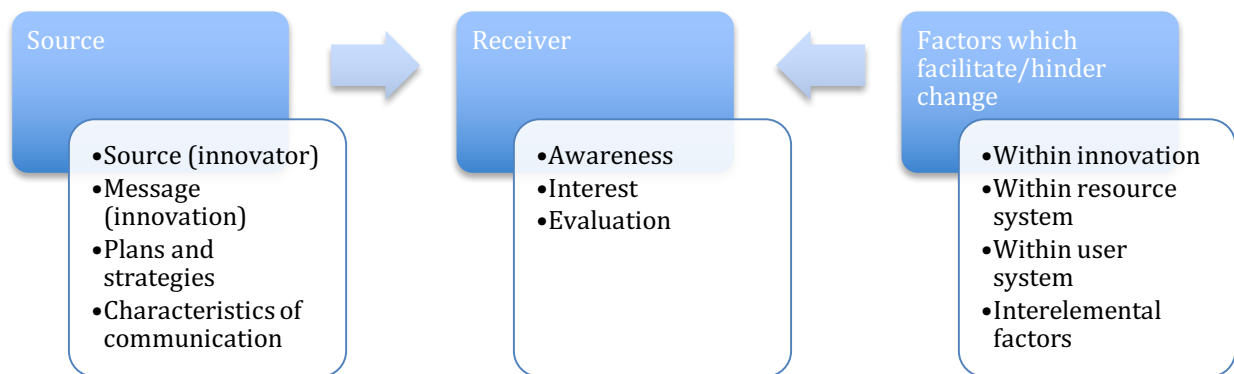 Source
•Source (innovator)
•Message
(innovation)
•Plans and
strategies
•Characteristics of
communication
Receiver
•Awareness
•Interest
•Evaluation
Factors which
facilitate/hinder
change
•Within innovation
•Within resource
system
•Within user
system
•Interelemental
factors